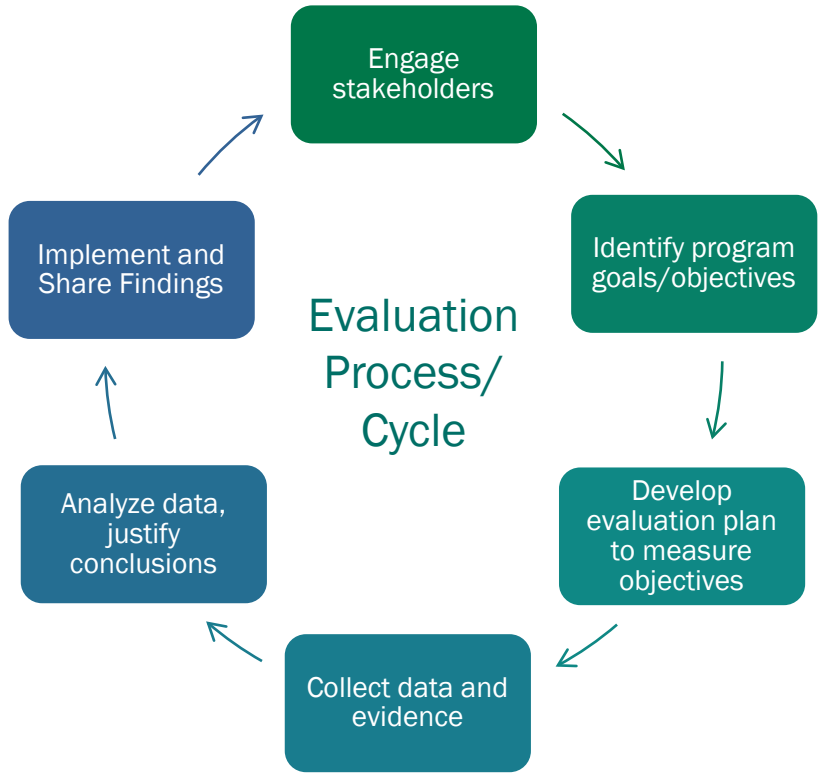 Engage
stakeholders
Identify program
goals/objectives
Develop
evaluation plan
to measure
objectives
Collect data and
evidence
Analyze data,
justify
conclusions
Implement and
Share Findings
Evaluation
Process/
Cycle